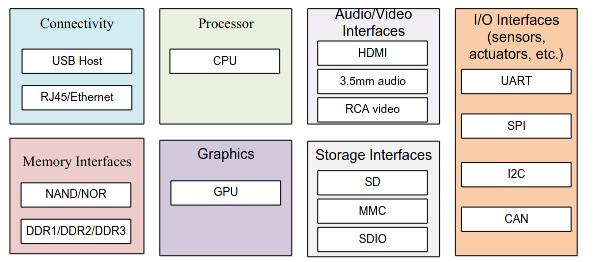 Connectivity
USB Host
RJ45/Ethernet
Processor
CPU
Audio/Video
Interfaces
HDMI
3.5mm audio
RCA video
I/O Interfaces
(sensors,
actuators, etc.)
UART
SPI
I2C
CAN
Memory Interfaces
NAND/NOR
DDR1/DDR2/DDR3
Graphics
GPU
Storage Interfaces
SD
MMC
SDIO